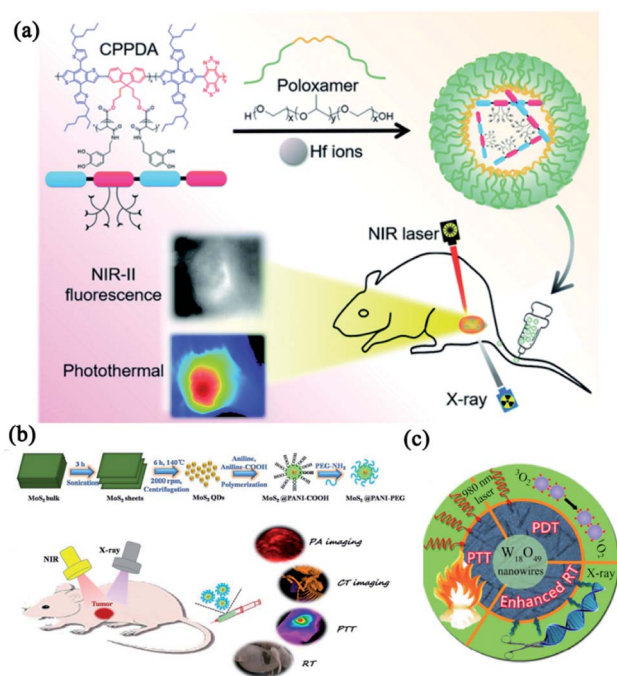 (a)
CPPDA
Poloxamer
Hf ions
NIR laser
NIR-II
fluorescence
Photothermal
X-ray
(b)
3 h
Sonication
6 h, 140℃
2000 rpm,
Centrifugation
Aniline,
Aniline-COOH
Polymerization
PEG-NH₂
MoS₂ bulk
MoS₂ sheets
MoS₂ QDs
MoS₂ @PANI-COOH
MoS₂ @PANI-PEG
NIR
X-ray
Tumor
PA imaging
CT imaging
PTT
RT
(c)
980 nm
laser
³O₂
¹O₂
PDT
PTT
W₁₈O₄₉
nanowires
X-ray
Enhanced RT